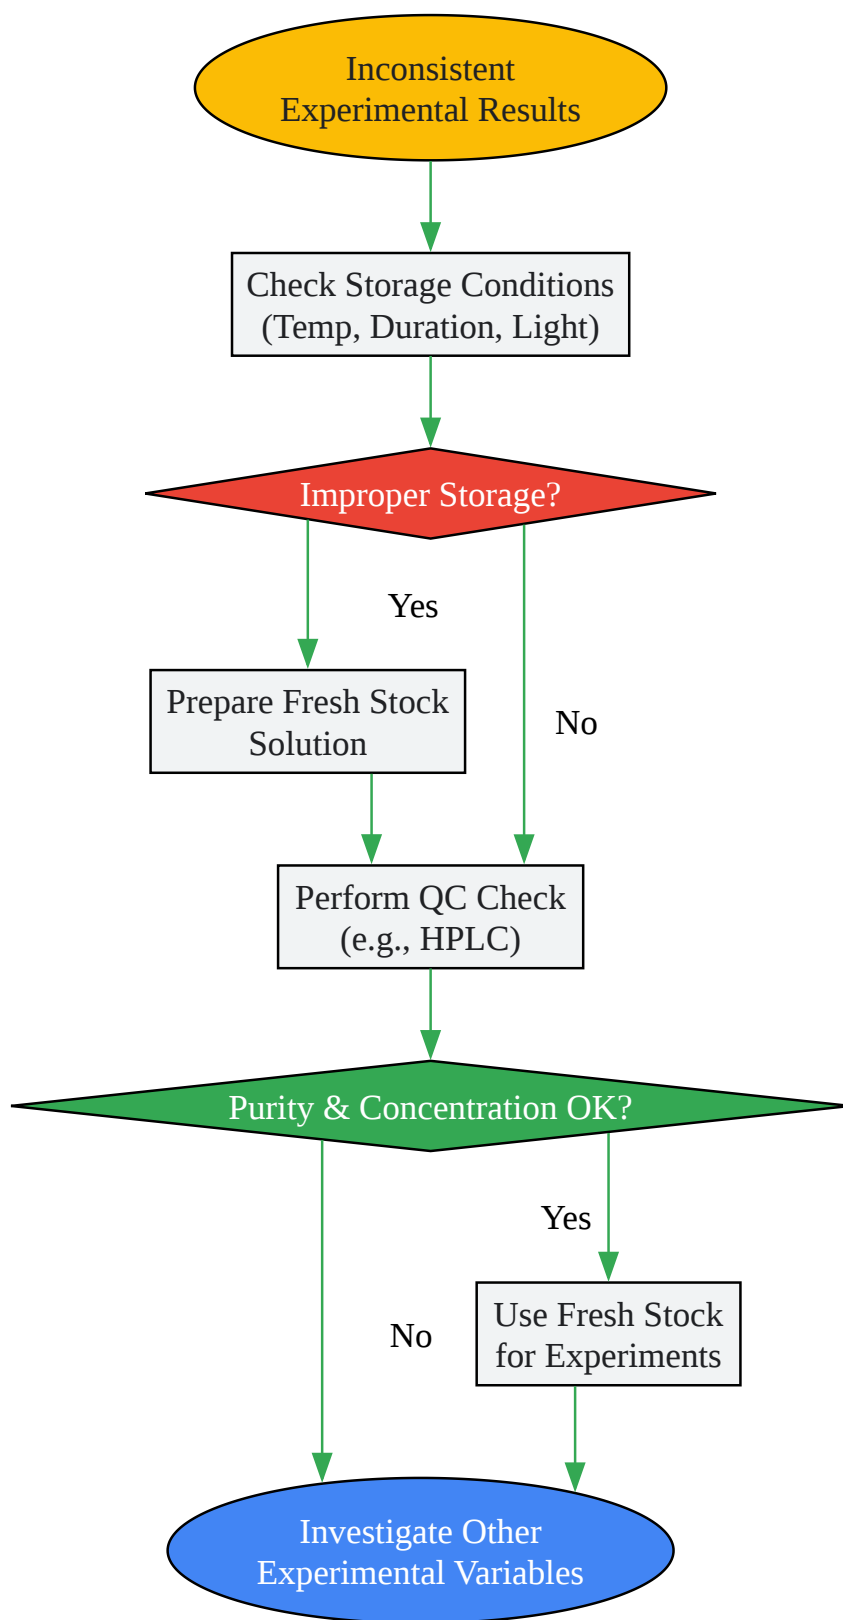 Inconsistent
Experimental Results
Check Storage Conditions
(Temp, Duration, Light)
Improper Storage?
Yes
Prepare Fresh Stock
Solution
No
Perform QC Check
(e.g., HPLC)
Purity & Concentration OK?
Yes
Use Fresh Stock
for Experiments
No
Investigate Other
Experimental Variables